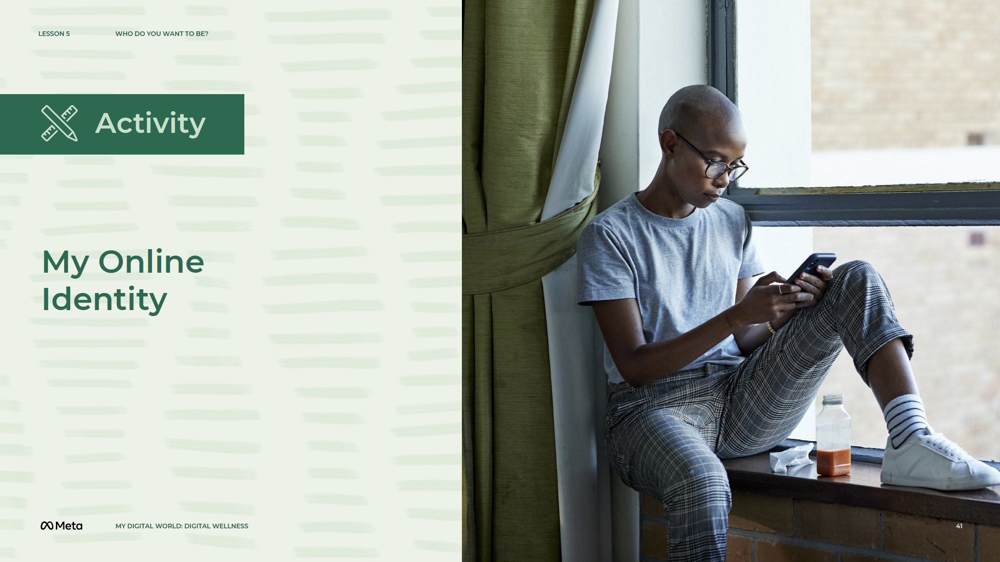 LESSON 5
WHO DO YOU WANT TO BE?
Activity
My Online
Identity
Meta
MY DIGITAL WORLD: DIGITAL WELLNESS
41